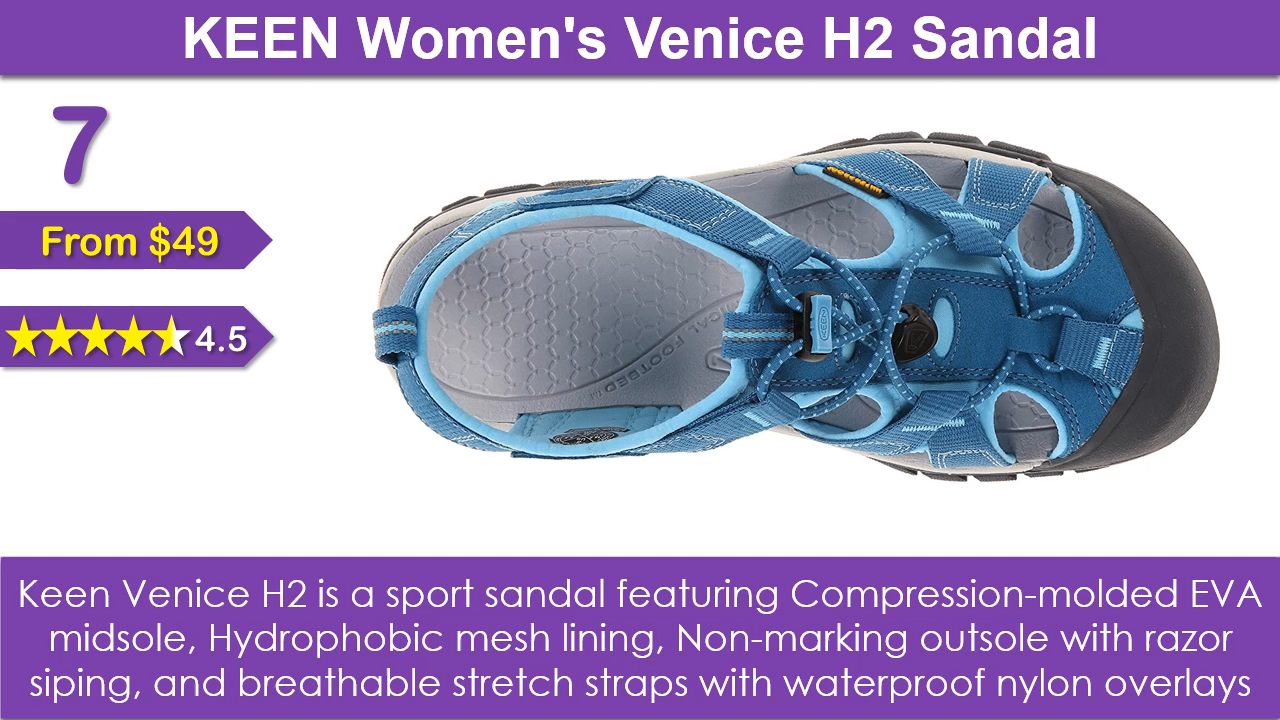 KEEN Women's Venice H2 Sandal
7
From $49
4.5
KEEN
FOOTBED™
Keen Venice H2 is a sport sandal featuring Compression-molded EVA
midsole, Hydrophobic mesh lining, Non-marking outsole with razor
siping, and breathable stretch straps with waterproof nylon overlays